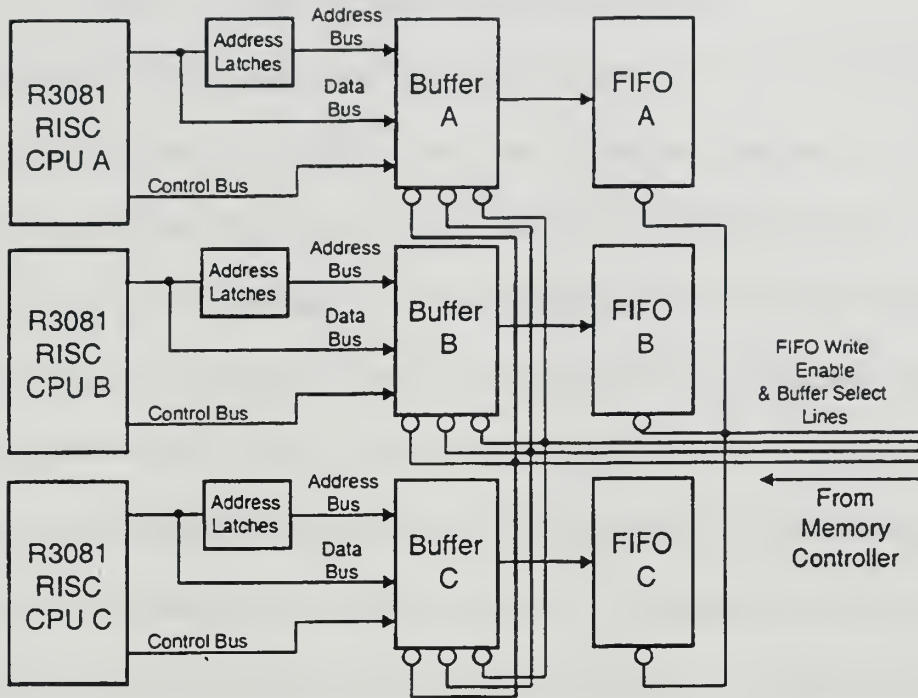 R3081
RISC
CPU A
Address
Latches
Address
Bus
Data
Bus
Control Bus
Buffer
A
FIFO
A
R3081
RISC
CPU B
Address
Latches
Address
Bus
Data
Bus
Control Bus
Buffer
B
FIFO
B
FIFO Write
Enable
& Buffer Select
Lines
R3081
RISC
CPU C
Address
Latches
Address
Bus
Data
Bus
Control Bus
Buffer
C
FIFO
C
From
Memory
Controller